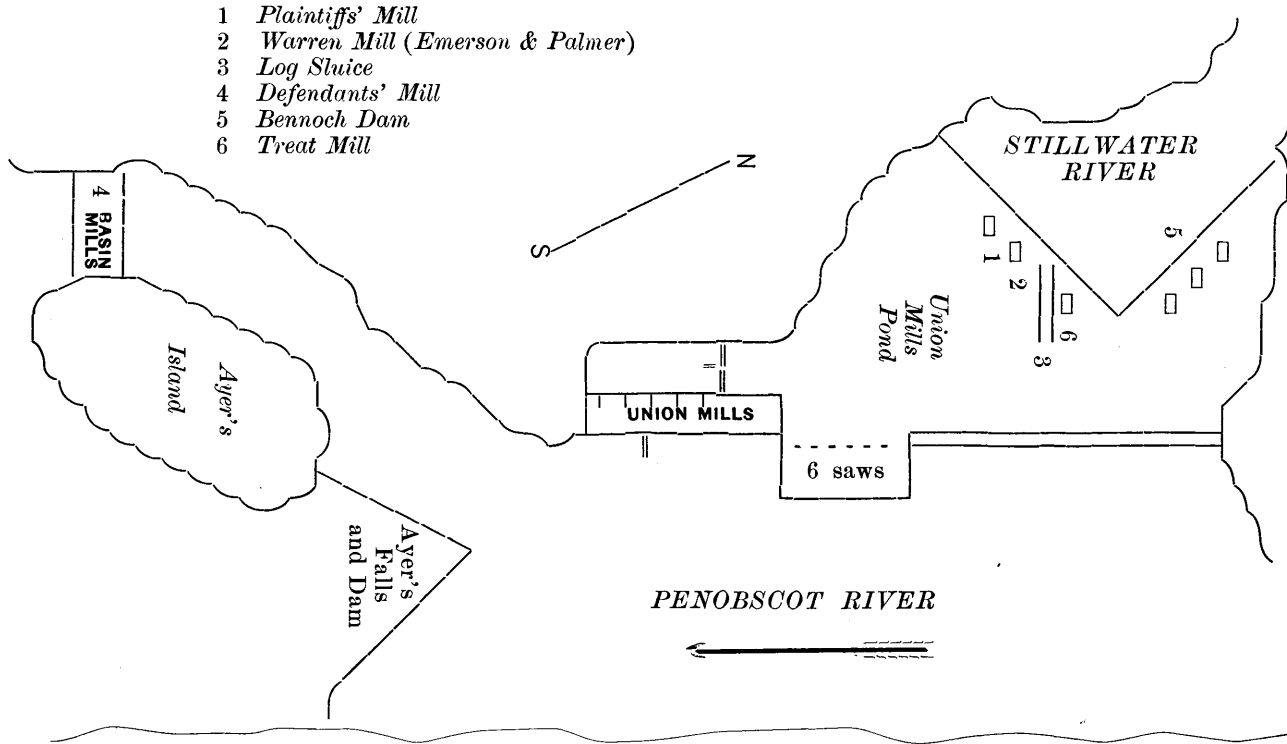 1 Plaintiffs' Mill
2 Warren Mill (Emerson & Palmer)
3 Log Sluice
4 Defendants' Mill
5 Bennoch Dam
6 Treat Mill
N
S
STILLWATER
RIVER
4
BASIN
MILLS
5
1
2
6
3
Union
Mills
Pond
Ayer's
Island
UNION MILLS
6 saws
Ayer's
Falls
and Dam
PENOBSCOT RIVER